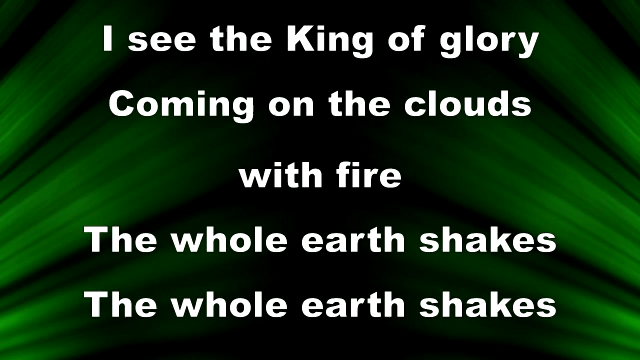 I see the King of glory
Coming on the clouds
with fire
The whole earth shakes
The whole earth shakes